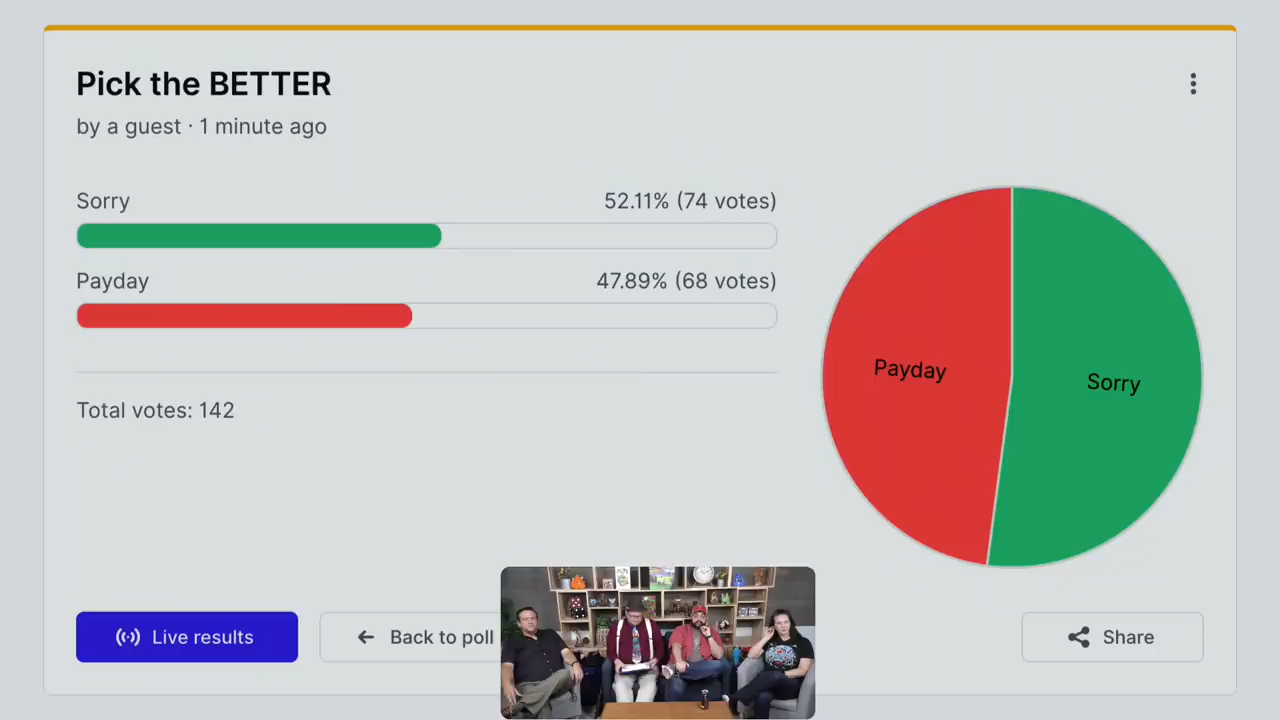 Pick the BETTER
by a guest · 1 minute ago
Sorry 52.11% (74 votes)
Payday 47.89% (68 votes)
Total votes: 142
Payday
Sorry
Live results
Back to poll
Share